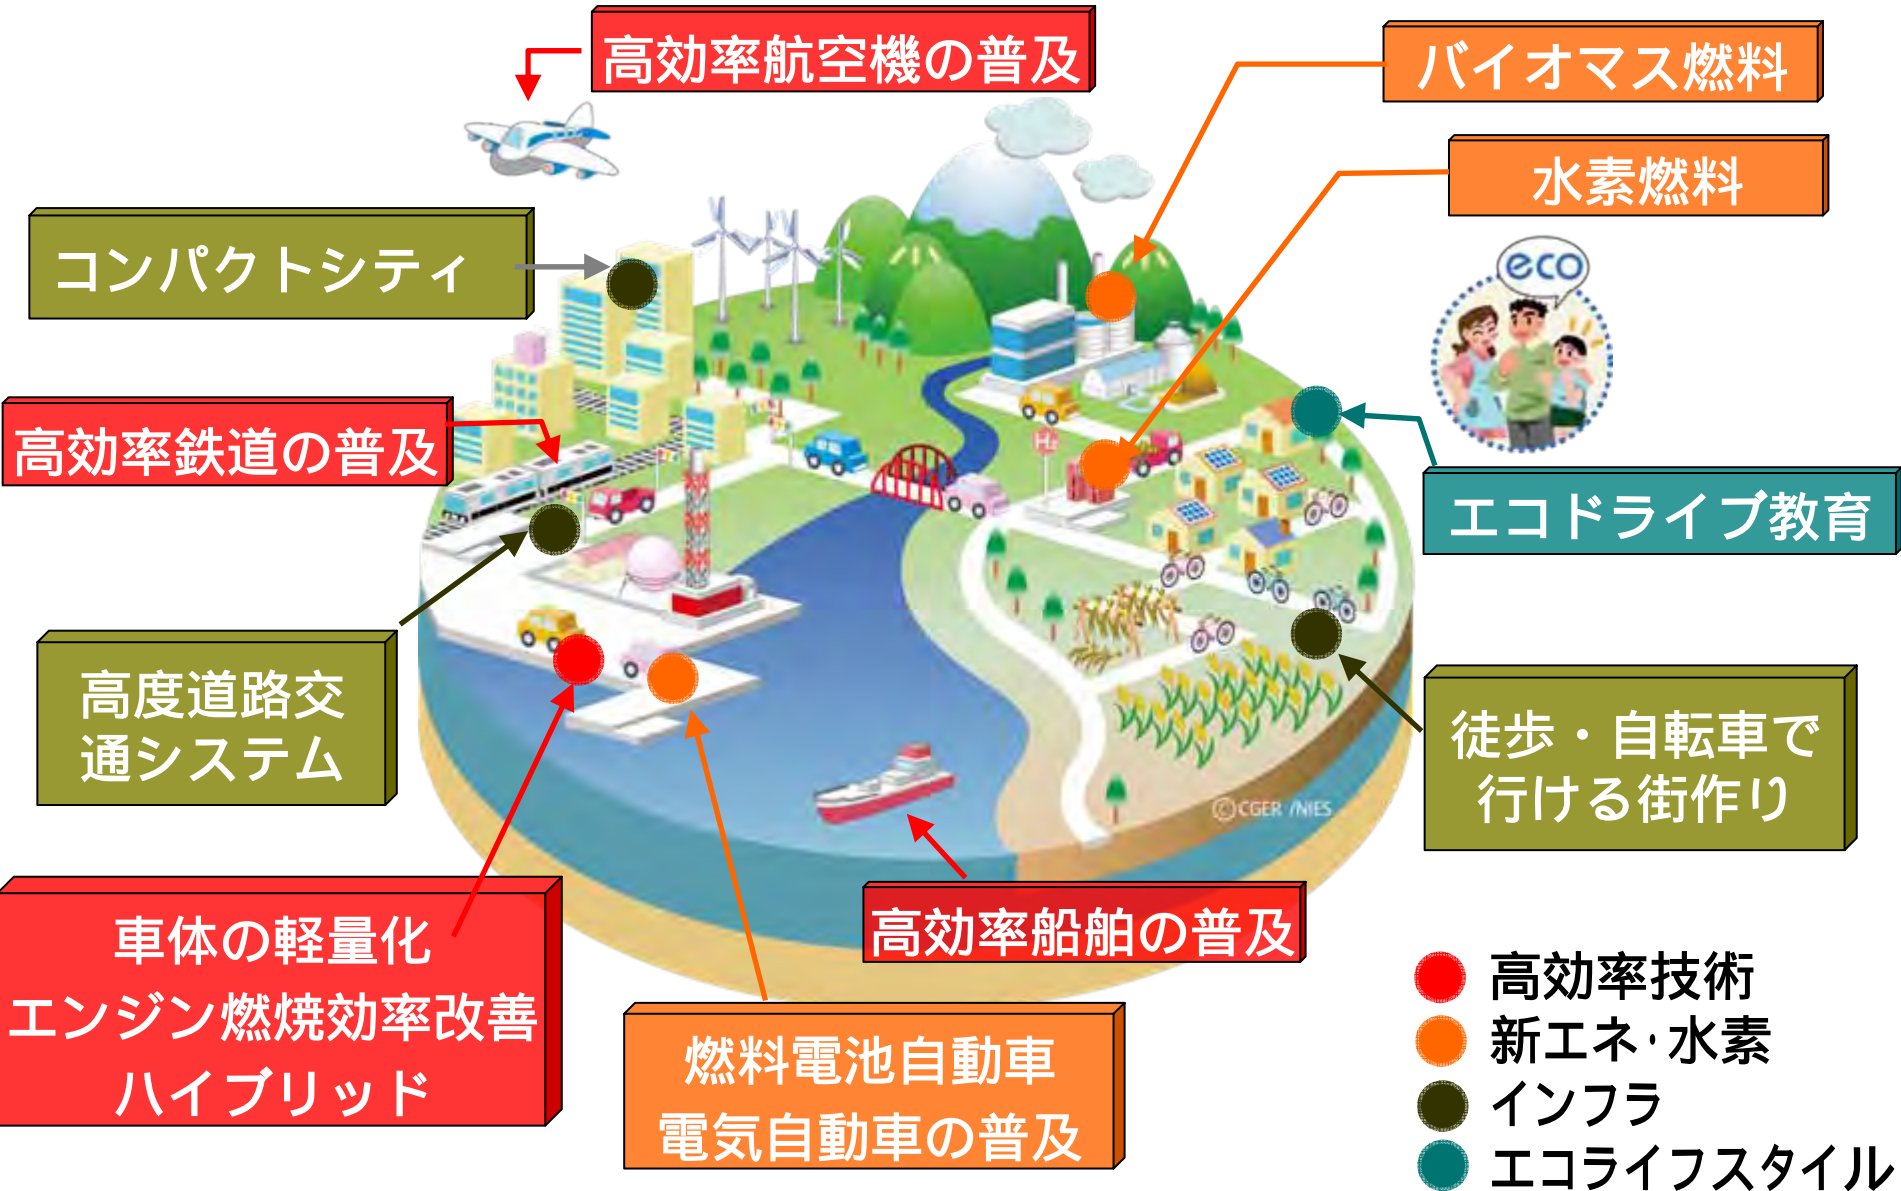 高効率航空機の普及
バイオマス燃料
水素燃料
コンパクトシティ
eco
高効率鉄道の普及
H2
エコドライブ教育
高度道路交
通システム
徒歩・自転車で
行ける街作り
©CGER /NIES
車体の軽量化
エンジン燃焼効率改善
ハイブリッド
高効率船舶の普及
燃料電池自動車
電気自動車の普及
高効率技術
新エネ・水素
インフラ
エコライフスタイル